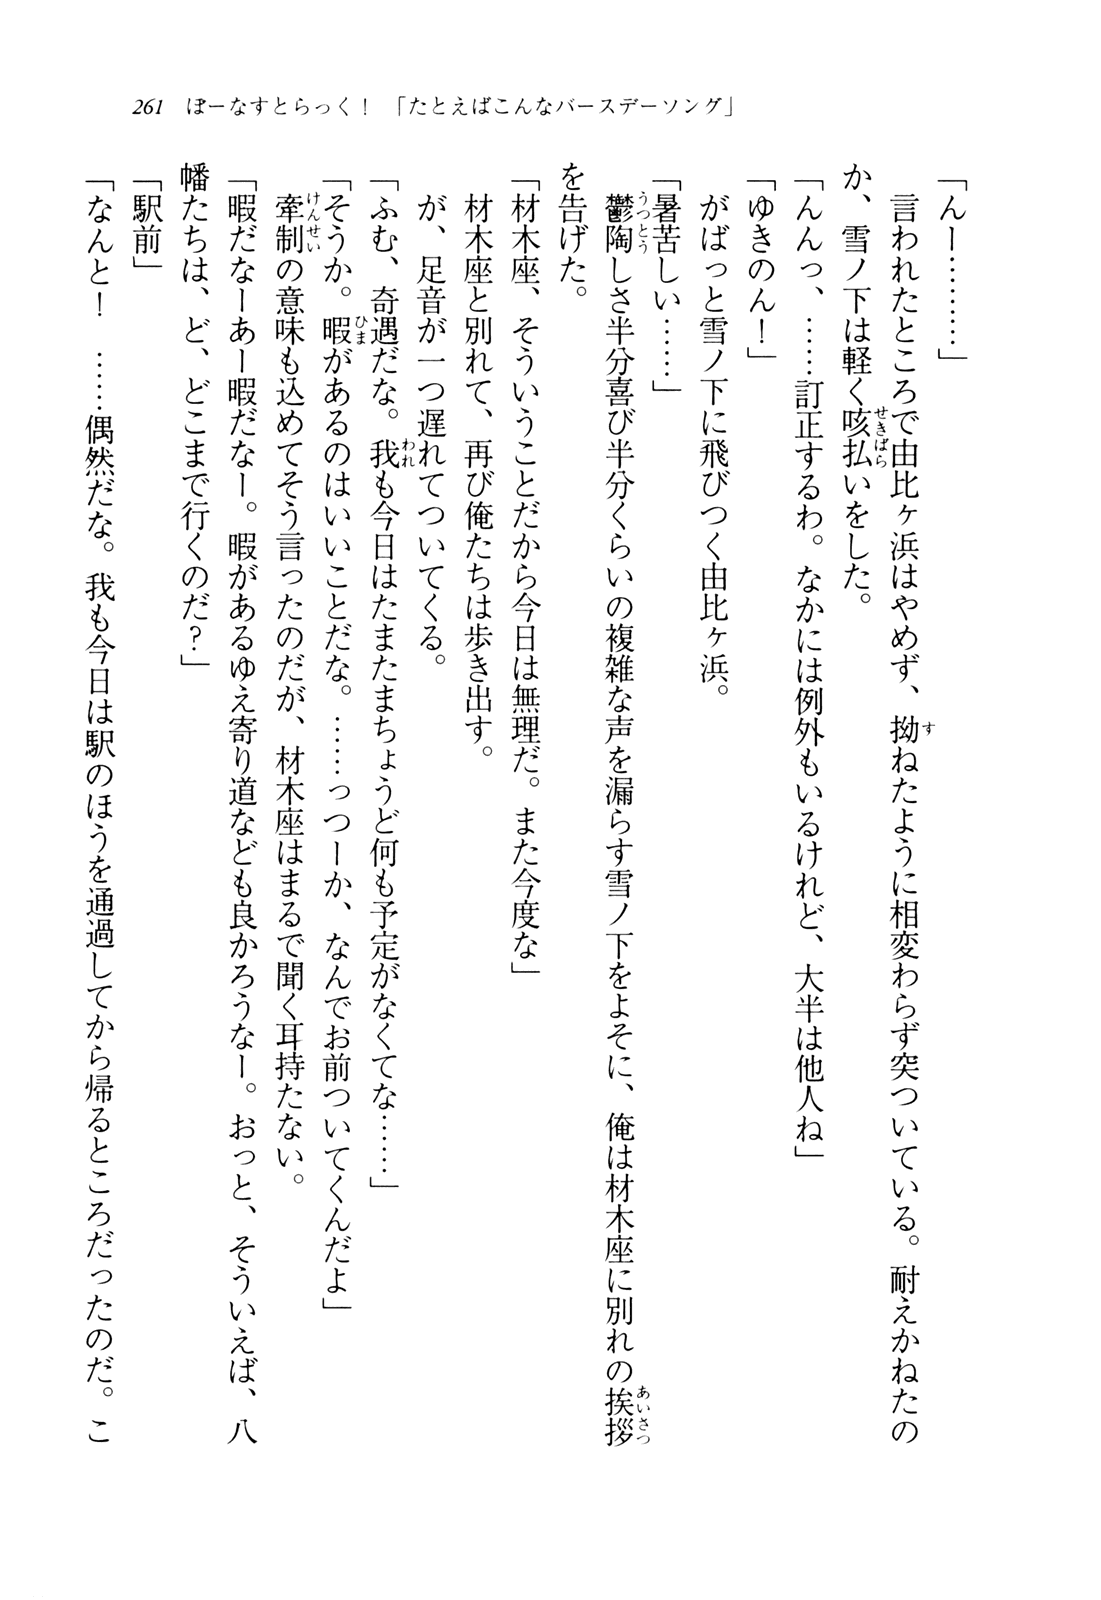 261 ぼーなすとらっく！ 「たとえばこんなバースデーソング」
「んー………」
言われたところで由比ヶ浜はやめず、拗ねたように相変わらず突ついている。耐えかねたの
か、雪ノ下は軽く咳払いをした。
「んんっ、……訂正するわ。なかには例外もいるけれど、大半は他人ね」
「ゆきのん！」
がばっと雪ノ下に飛びつく由比ヶ浜。
「暑苦しい……」
鬱陶しさ半分喜び半分くらいの複雑な声を漏らす雪ノ下をよそに、俺は材木座に別れの挨拶
を告げた。
「材木座、そういうことだから今日は無理だ。また今度な」
材木座と別れて、再び俺たちは歩き出す。
が、足音が一つ遅れてついてくる。
「ふむ、奇遇だな。我も今日はたまたまちょうど何も予定がなくてな……」
「そうか。暇があるのはいいことだな。……っつーか、なんでお前ついてくんだよ」
牽制の意味も込めてそう言ったのだが、材木座はまるで聞く耳持たない。
「暇だなーあー暇だなー。暇があるゆえ寄り道なども良かろうなー。おっと、そういえば、八
幡たちは、ど、どこまで行くのだ？」
「駅前」
「なんと！　……偶然だな。我も今日は駅のほうを通過してから帰るところだったのだ。こ